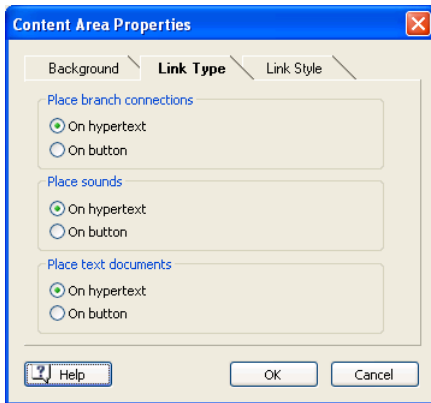 Content Area Properties
Background Link Type Link Style
Place branch connections
On hypertext
On button
Place sounds
On hypertext
On button
Place text documents
On hypertext
On button
Help OK Cancel